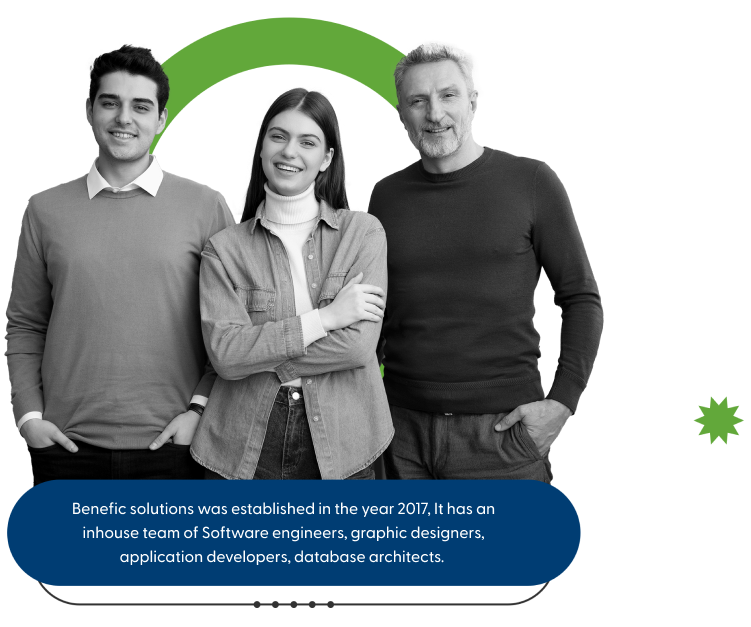 Benefic solutions was established in the year 2017, It has an
inhouse team of Software engineers, graphic designers,
application developers, database architects.